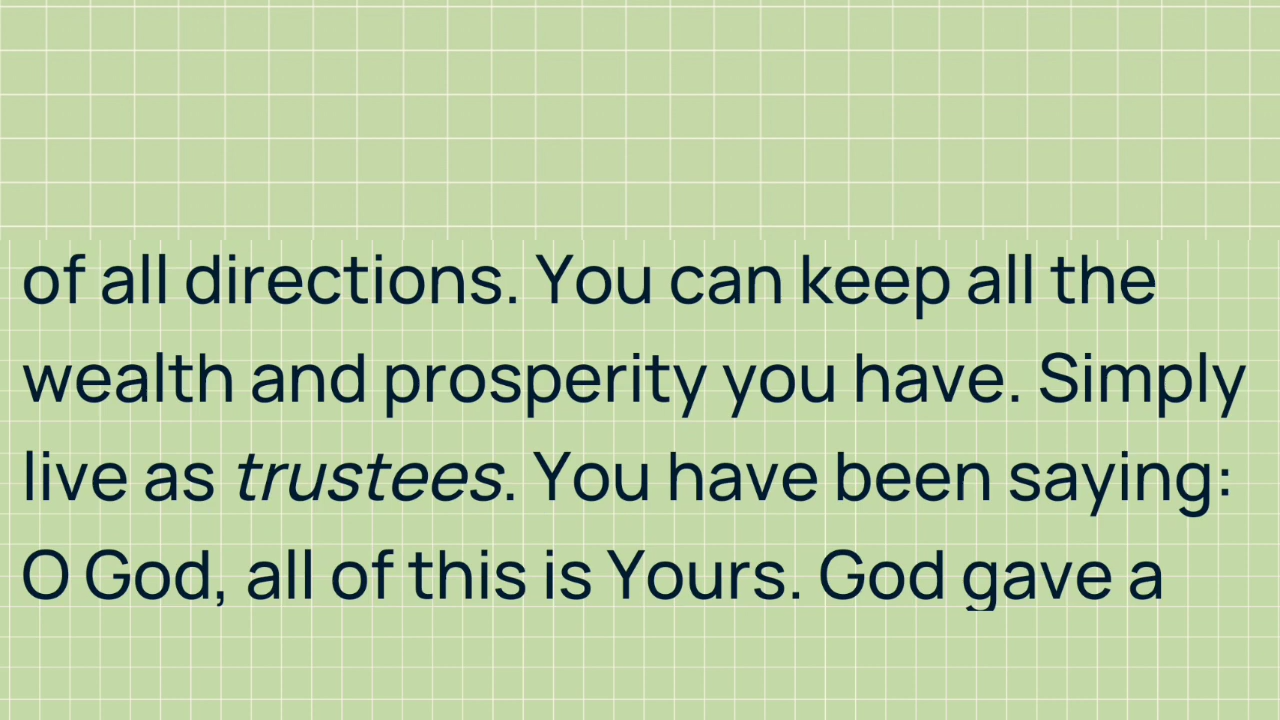 of all directions. You can keep all the
wealth and prosperity you have. Simply
live as trustees. You have been saying:
O God, all of this is Yours. God gave a